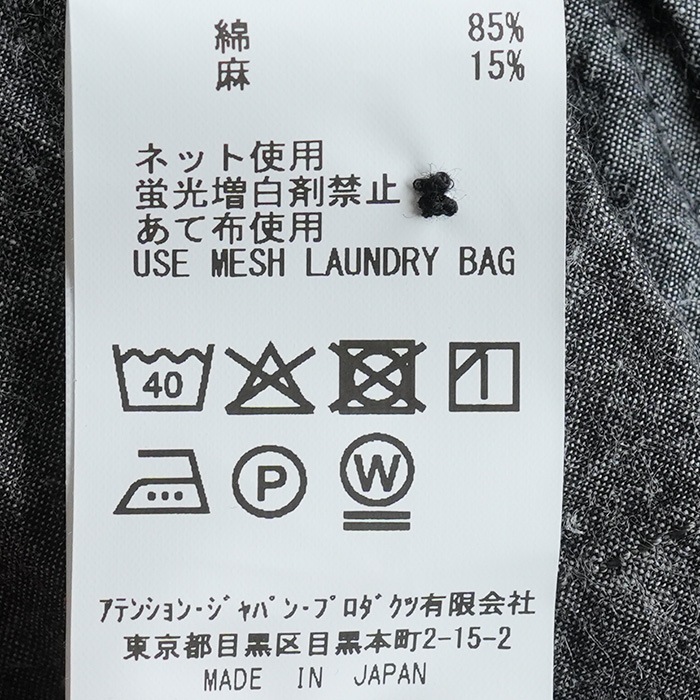 綿 85%
麻 15%
ネット使用
蛍光増白剤禁止
あて布使用
USE MESH LAUNDRY BAG
40
P W
アテンション・ジャパン・プロダクツ有限会社
東京都目黒区目黒本町2-15-2
MADE IN JAPAN